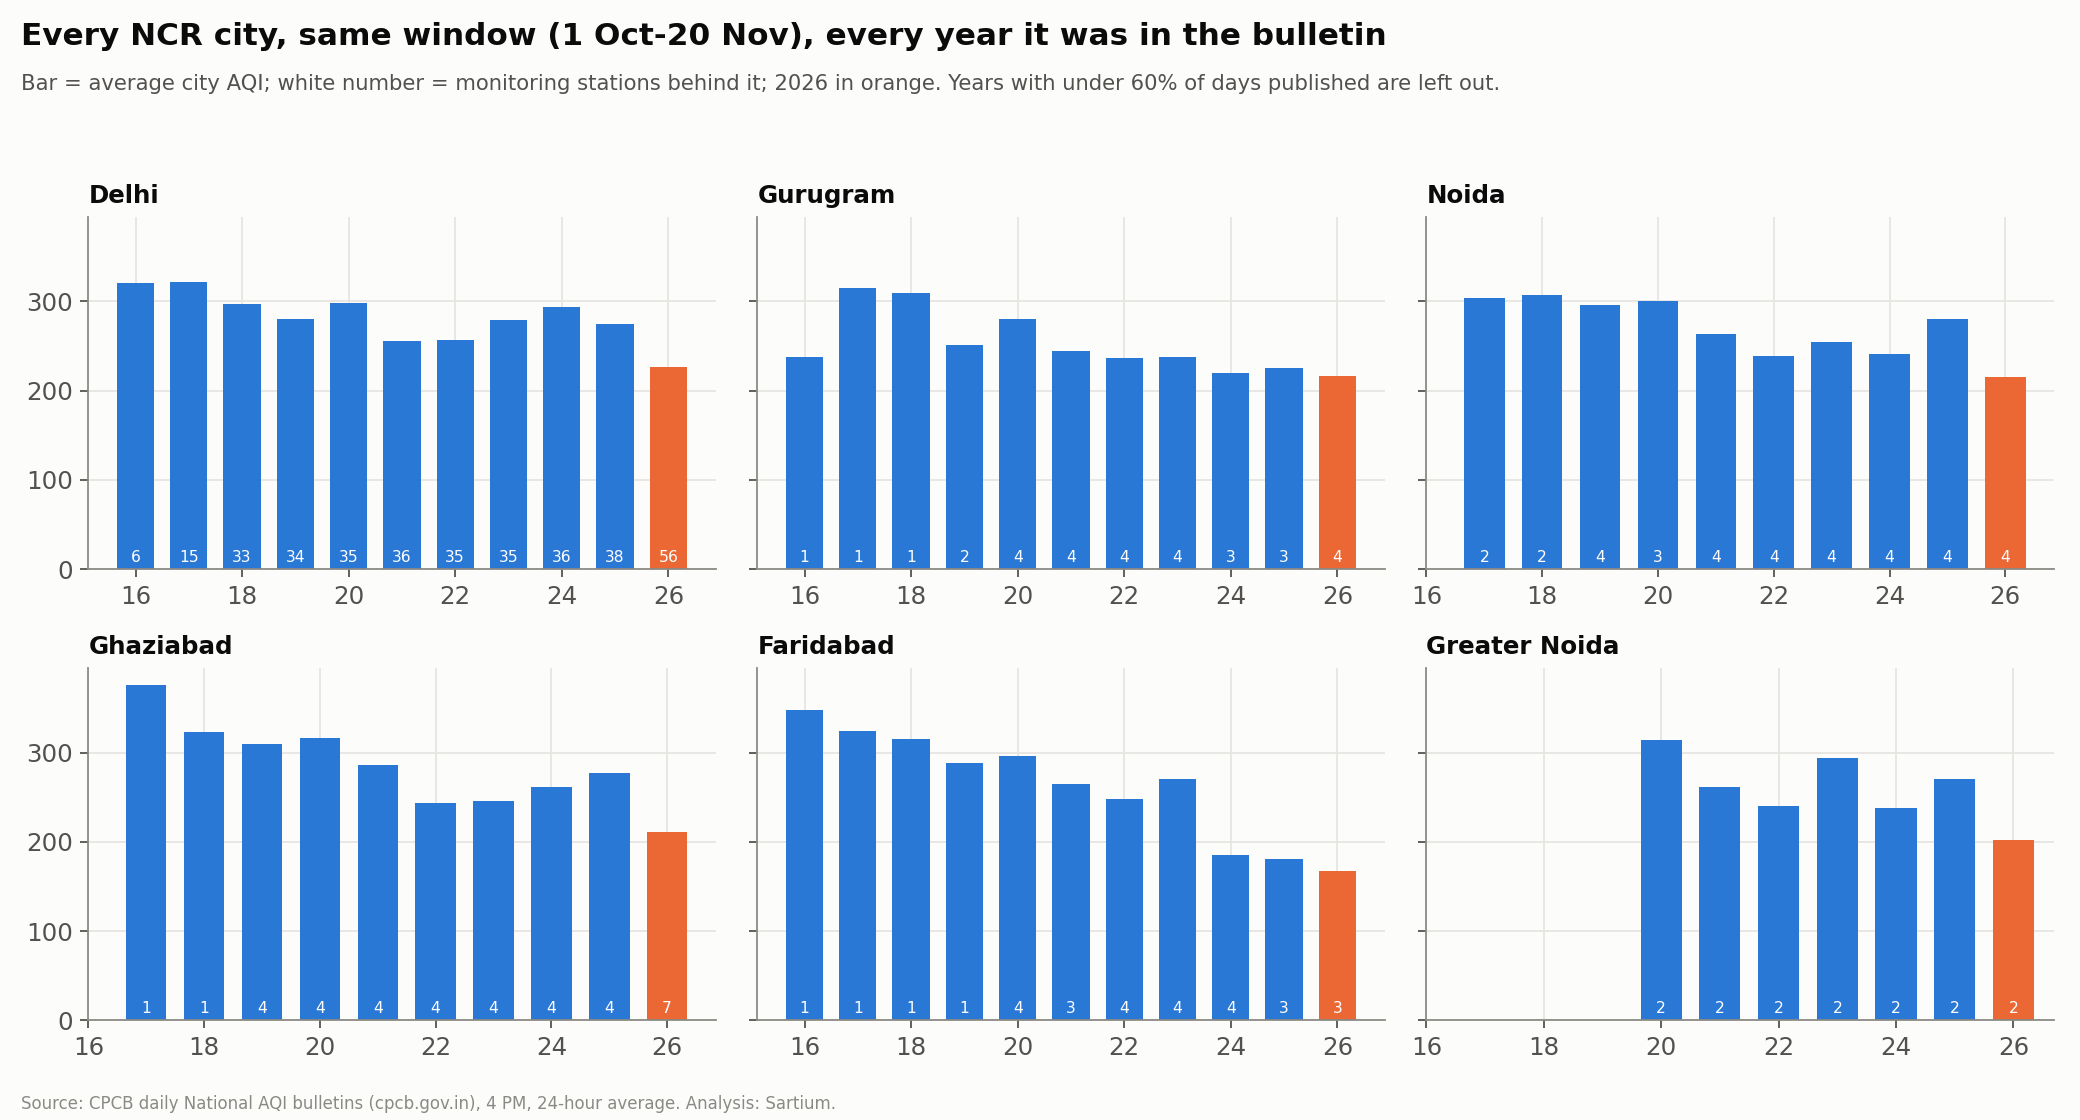 Every NCR city, same window (1 Oct-20 Nov), every year it was in the bulletin
Bar = average city AQI; white number = monitoring stations behind it; 2026 in orange. Years with under 60% of days published are left out.
Delhi
300
200
100
0
6 15 33 34 35 36 35 35 36 38 56
16 18 20 22 24 26
Gurugram
1 1 1 2 4 4 4 4 3 3 4
16 18 20 22 24 26
Noida
2 2 4 3 4 4 4 4 4 4
16 18 20 22 24 26
Ghaziabad
300
200
100
0
1 1 4 4 4 4 4 4 4 7
16 18 20 22 24 26
Faridabad
1 1 1 1 4 3 4 4 4 3 3
16 18 20 22 24 26
Greater Noida
2 2 2 2 2 2 2
16 18 20 22 24 26
Source: CPCB daily National AQI bulletins (cpcb.gov.in), 4 PM, 24-hour average. Analysis: Sartium.